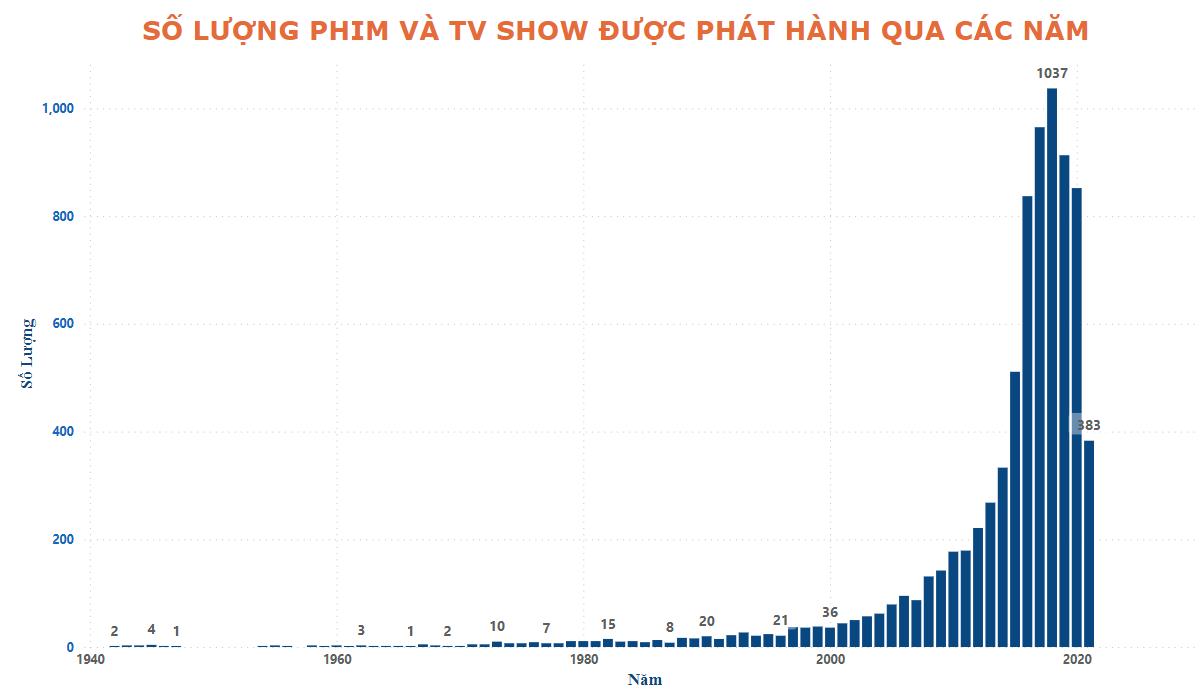 SỐ LƯỢNG PHIM VÀ TV SHOW ĐƯỢC PHÁT HÀNH QUA CÁC NĂM
1037
1,000
800
600
Số Lượng
400
383
200
2 4 1 3 1 2 10 7 15 8 20 21 36
0
1940 1960 1980 2000 2020
Năm